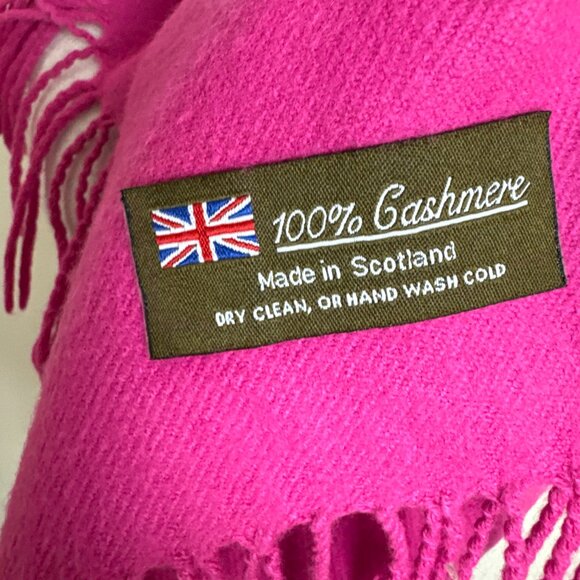 100% Cashmere
Made in Scotland
DRY CLEAN, OR HAND WASH COLD